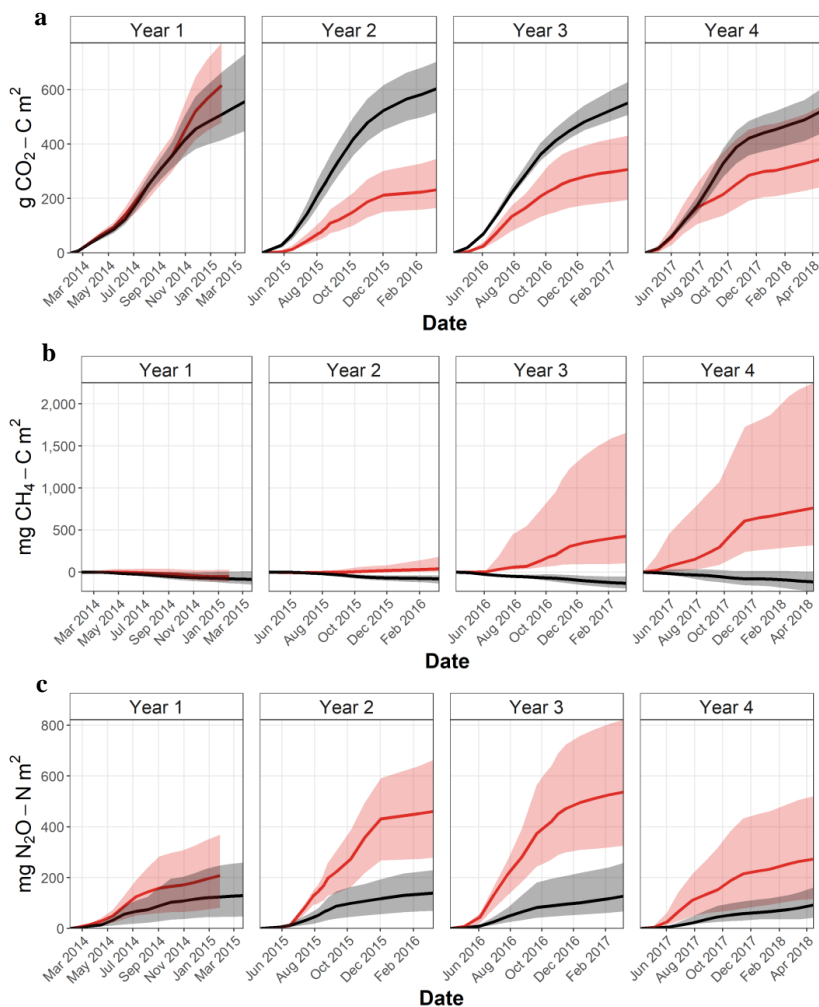 a
Year 1 Year 2 Year 3 Year 4
g CO₂ – C m²
600
400
200
0
Mar 2014 May 2014 Jul 2014 Sep 2014 Nov 2014 Jan 2015 Mar 2015 Jun 2015 Aug 2015 Oct 2015 Dec 2015 Feb 2016 Jun 2016 Aug 2016 Oct 2016 Dec 2016 Feb 2017 Jun 2017 Aug 2017 Oct 2017 Dec 2017 Feb 2018 Apr 2018
Date
b
Year 1 Year 2 Year 3 Year 4
mg CH₄ – C m²
2,000
1,500
1,000
500
0
Mar 2014 May 2014 Jul 2014 Sep 2014 Nov 2014 Jan 2015 Mar 2015 Jun 2015 Aug 2015 Oct 2015 Dec 2015 Feb 2016 Jun 2016 Aug 2016 Oct 2016 Dec 2016 Feb 2017 Jun 2017 Aug 2017 Oct 2017 Dec 2017 Feb 2018 Apr 2018
Date
c
Year 1 Year 2 Year 3 Year 4
mg N₂O – N m²
800
600
400
200
0
Mar 2014 May 2014 Jul 2014 Sep 2014 Nov 2014 Jan 2015 Mar 2015 Jun 2015 Aug 2015 Oct 2015 Dec 2015 Feb 2016 Jun 2016 Aug 2016 Oct 2016 Dec 2016 Feb 2017 Jun 2017 Aug 2017 Oct 2017 Dec 2017 Feb 2018 Apr 2018
Date